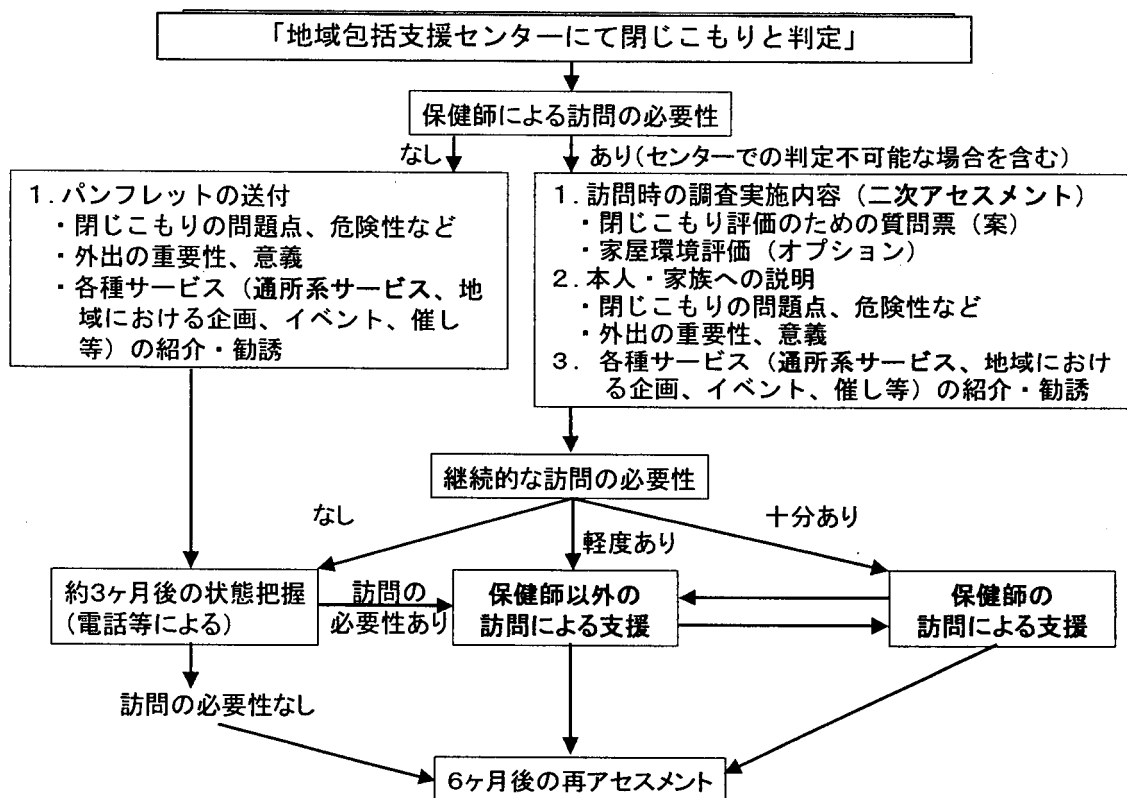 「地域包括支援センターにて閉じこもりと判定」
保健師による訪問の必要性
なし
あり（センターでの判定不可能な場合を含む）
１．パンフレットの送付
・閉じこもりの問題点、危険性など
・外出の重要性、意義
・各種サービス（通所系サービス、地
域における企画、イベント、催し
等）の紹介・勧誘
１．訪問時の調査実施内容（二次アセスメント）
・閉じこもり評価のための質問票（案）
・家屋環境評価（オプション）
２．本人・家族への説明
・閉じこもりの問題点、危険性など
・外出の重要性、意義
３．各種サービス（通所系サービス、地域におけ
る企画、イベント、催し等）の紹介・勧誘
継続的な訪問の必要性
なし
軽度あり
十分あり
約3ヶ月後の状態把握
（電話等による）
訪問の
必要性あり
保健師以外の
訪問による支援
保健師の
訪問による支援
訪問の必要性なし
６ヶ月後の再アセスメント